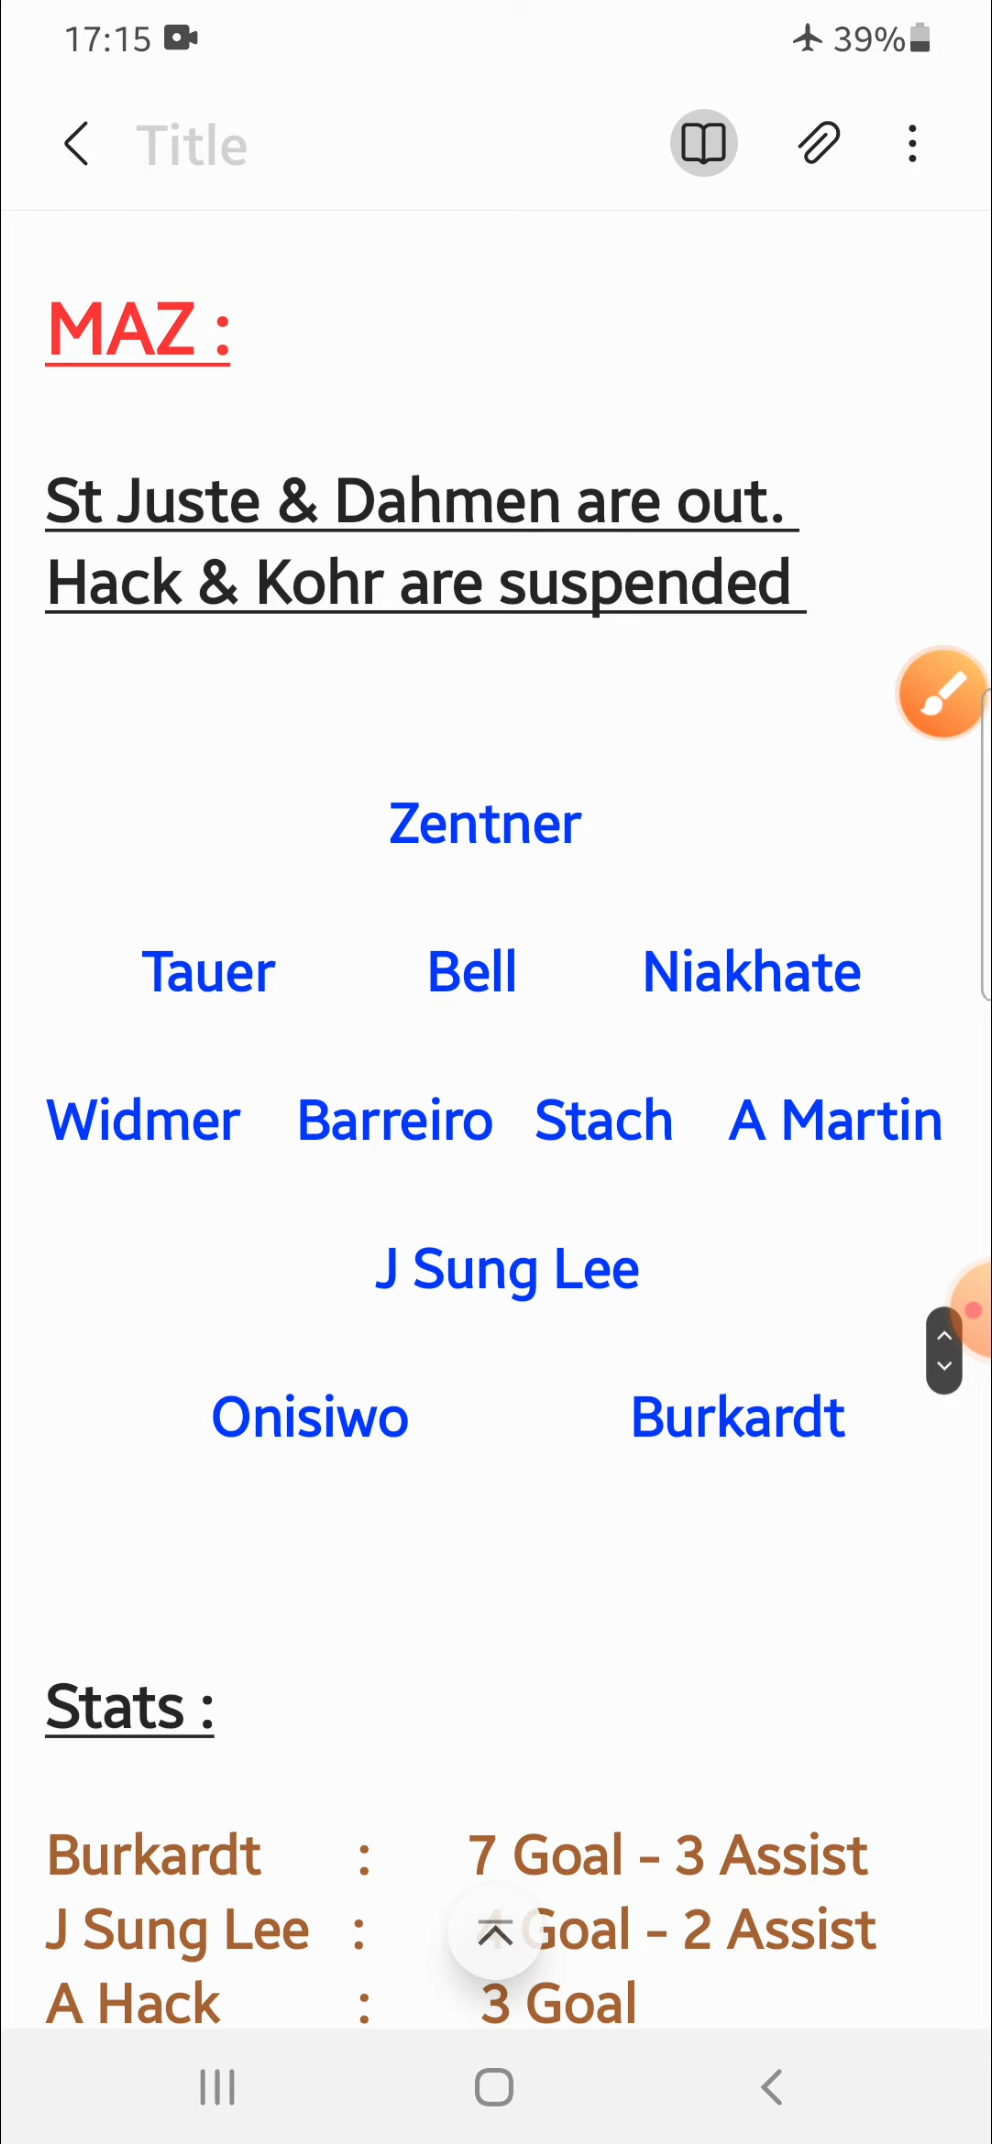 17:15 39%
Title
MAZ :
St Juste & Dahmen are out.
Hack & Kohr are suspended
Zentner
Tauer Bell Niakhate
Widmer Barreiro Stach A Martin
J Sung Lee
Onisiwo Burkardt
Stats :
Burkardt : 7 Goal - 3 Assist
J Sung Lee : 4 Goal - 2 Assist
A Hack : 3 Goal